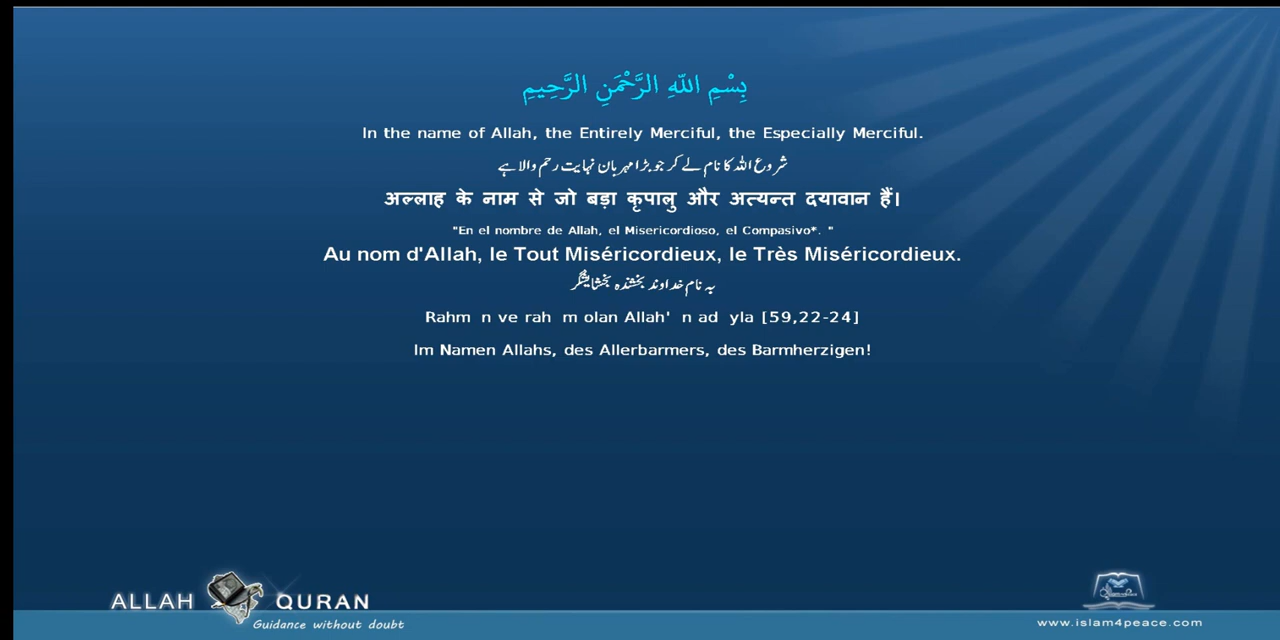 بِسْمِ اللّهِ الرَّحْمَنِ الرَّحِيمِ
In the name of Allah, the Entirely Merciful, the Especially Merciful.
شروع الله کا نام لے کر جو بڑا مہربان نہایت رحم والا ہے
अल्लाह के नाम से जो बड़ा कृपालु और अत्यन्त दयावान हैं।
"En el nombre de Allah, el Misericordioso, el Compasivo*. "
Au nom d'Allah, le Tout Miséricordieux, le Très Miséricordieux.
به نام خداوند بخشنده بخشایشگر
Rahm n ve rah m olan Allah' n ad yla [59,22-24]
Im Namen Allahs, des Allerbarmers, des Barmherzigen!
ALLAH QURAN
Guidance without doubt
www.islam4peace.com